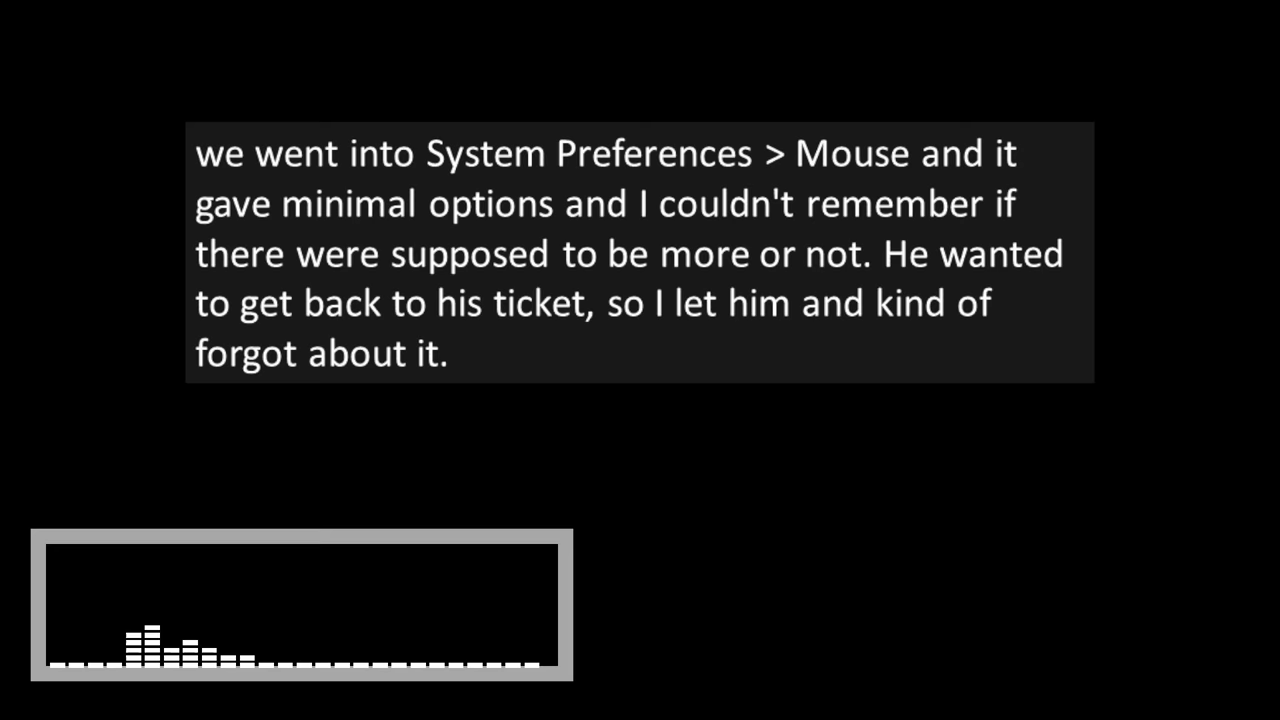 we went into System Preferences > Mouse and it
gave minimal options and I couldn't remember if
there were supposed to be more or not. He wanted
to get back to his ticket, so I let him and kind of
forgot about it.